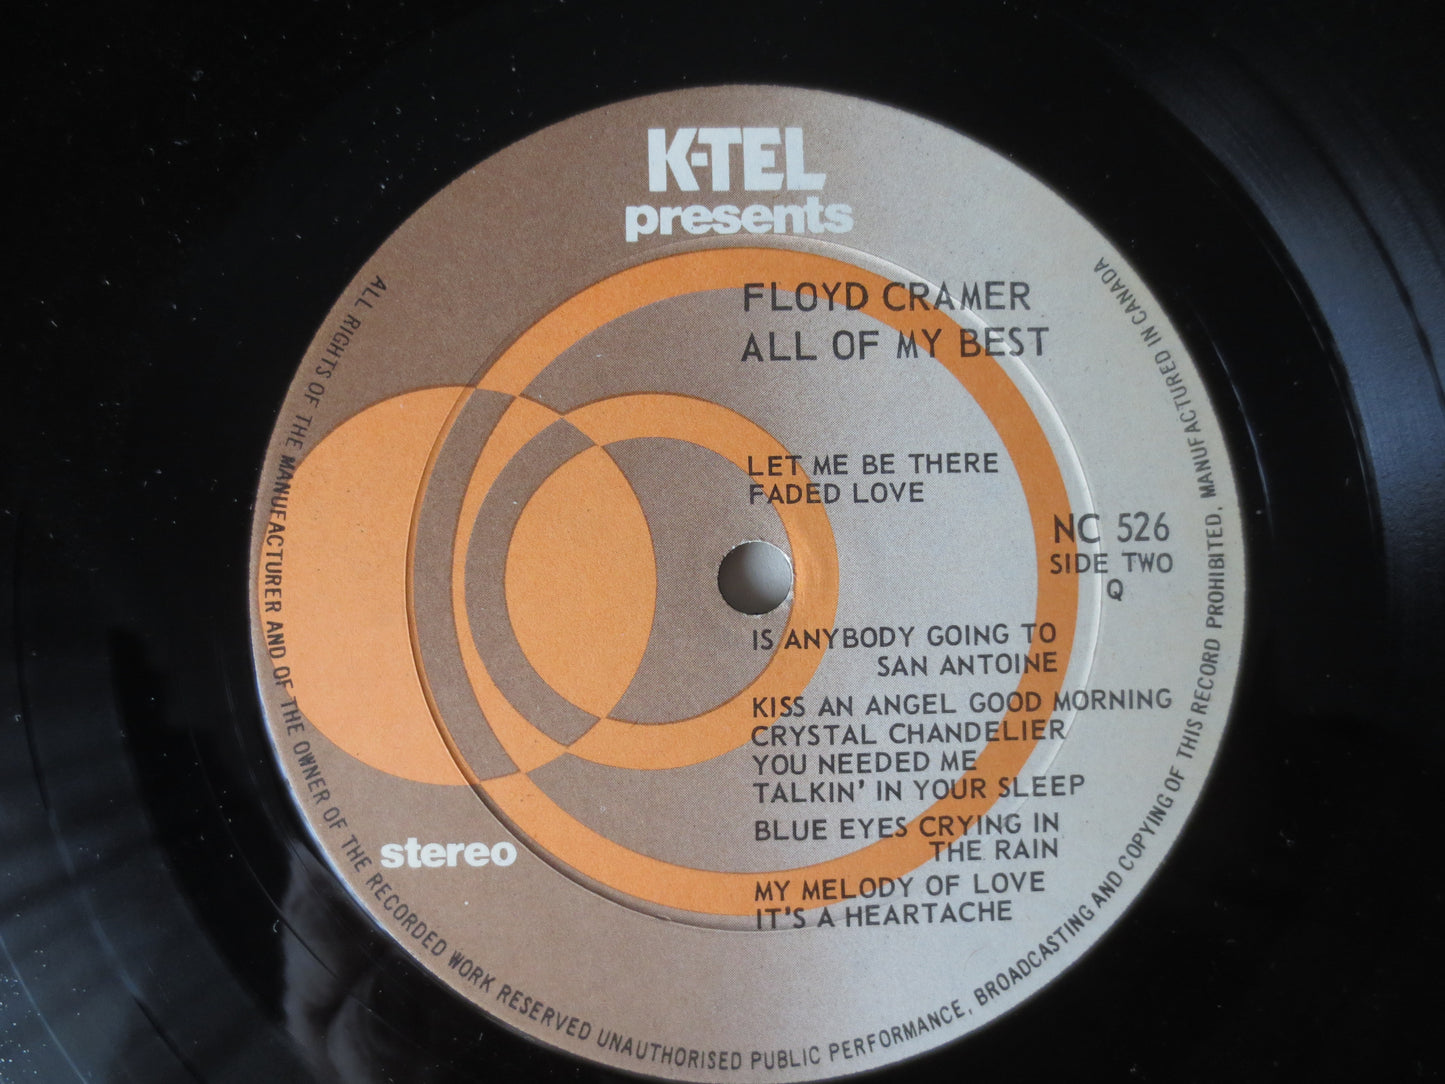 K-TEL
presents
FLOYD CRAMER
ALL OF MY BEST
LET ME BE THERE
FADED LOVE
NC 526
SIDE TWO
Q
IS ANYBODY GOING TO
SAN ANTOINE
KISS AN ANGEL GOOD MORNING
CRYSTAL CHANDELIER
YOU NEEDED ME
TALKIN' IN YOUR SLEEP
BLUE EYES CRYING IN
THE RAIN
MY MELODY OF LOVE
IT'S A HEARTACHE
stereo
ALL RIGHTS OF THE MANUFACTURER AND OF THE OWNER OF THE RECORDED WORK RESERVED UNAUTHORISED PUBLIC PERFORMANCE, BROADCASTING AND COPYING OF THIS RECORD PROHIBITED, MANUFACTURED IN CANADA